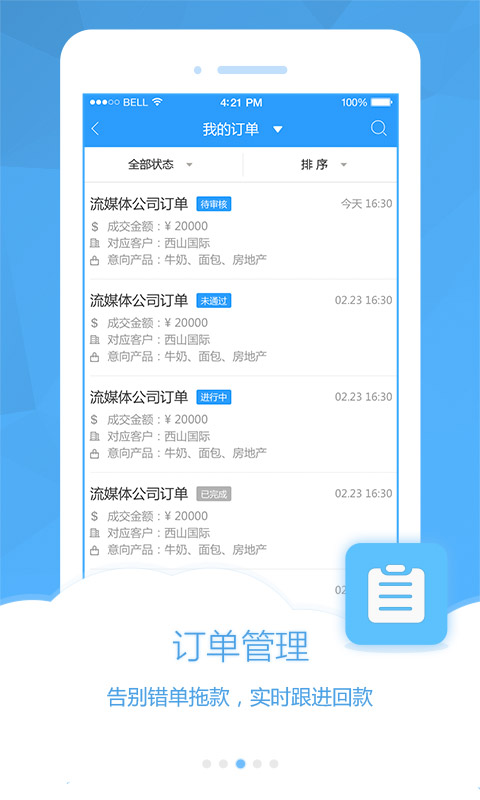 BELL 4:21 PM 100%
我的订单
全部状态 排 序
流媒体公司订单 待审核 今天 16:30
$ 成交金额：¥ 20000
对应客户：西山国际
意向产品：牛奶、面包、房地产
流媒体公司订单 未通过 02.23 16:30
$ 成交金额：¥ 20000
对应客户：西山国际
意向产品：牛奶、面包、房地产
流媒体公司订单 进行中 02.23 16:30
$ 成交金额：¥ 20000
对应客户：西山国际
意向产品：牛奶、面包、房地产
流媒体公司订单 已完成 02.23 16:30
$ 成交金额：¥ 20000
对应客户：西山国际
意向产品：牛奶、面包、房地产
订单管理
告别错单拖款，实时跟进回款